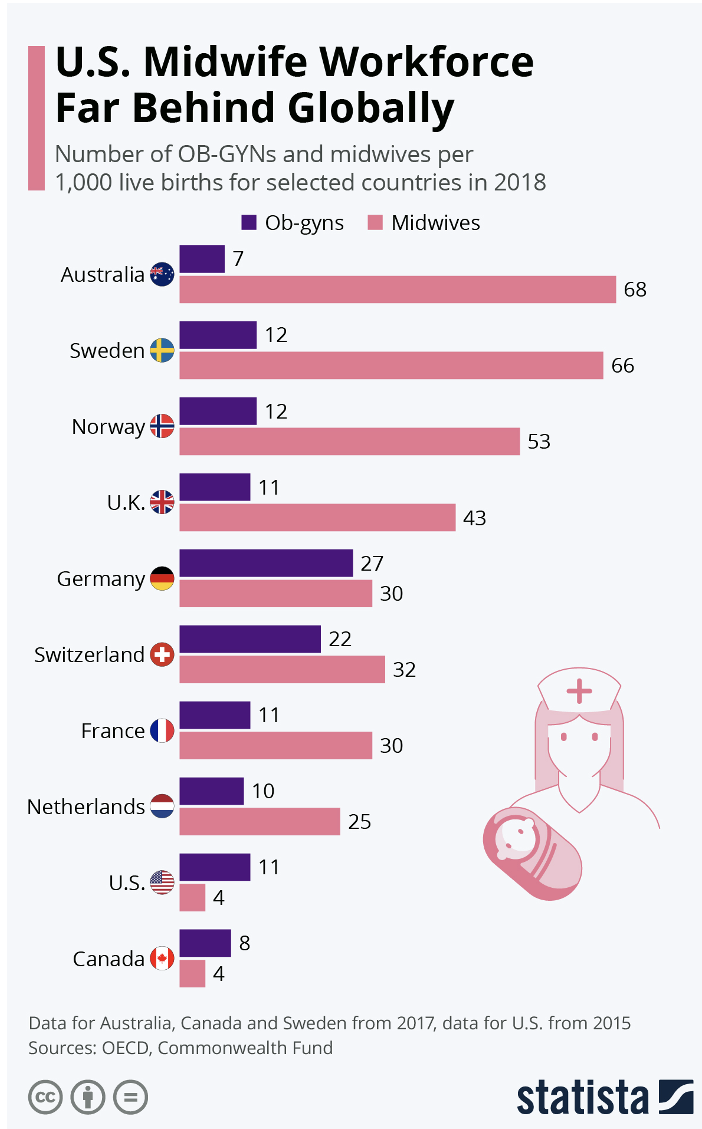 U.S. Midwife Workforce
Far Behind Globally
Number of OB-GYNs and midwives per
1,000 live births for selected countries in 2018
Ob-gyns Midwives
Australia 7
68
Sweden 12
66
Norway 12
53
U.K. 11
43
Germany 27
30
Switzerland 22
32
France 11
30
Netherlands 10
25
U.S. 11
4
Canada 8
4
Data for Australia, Canada and Sweden from 2017, data for U.S. from 2015
Sources: OECD, Commonwealth Fund
cc = statista